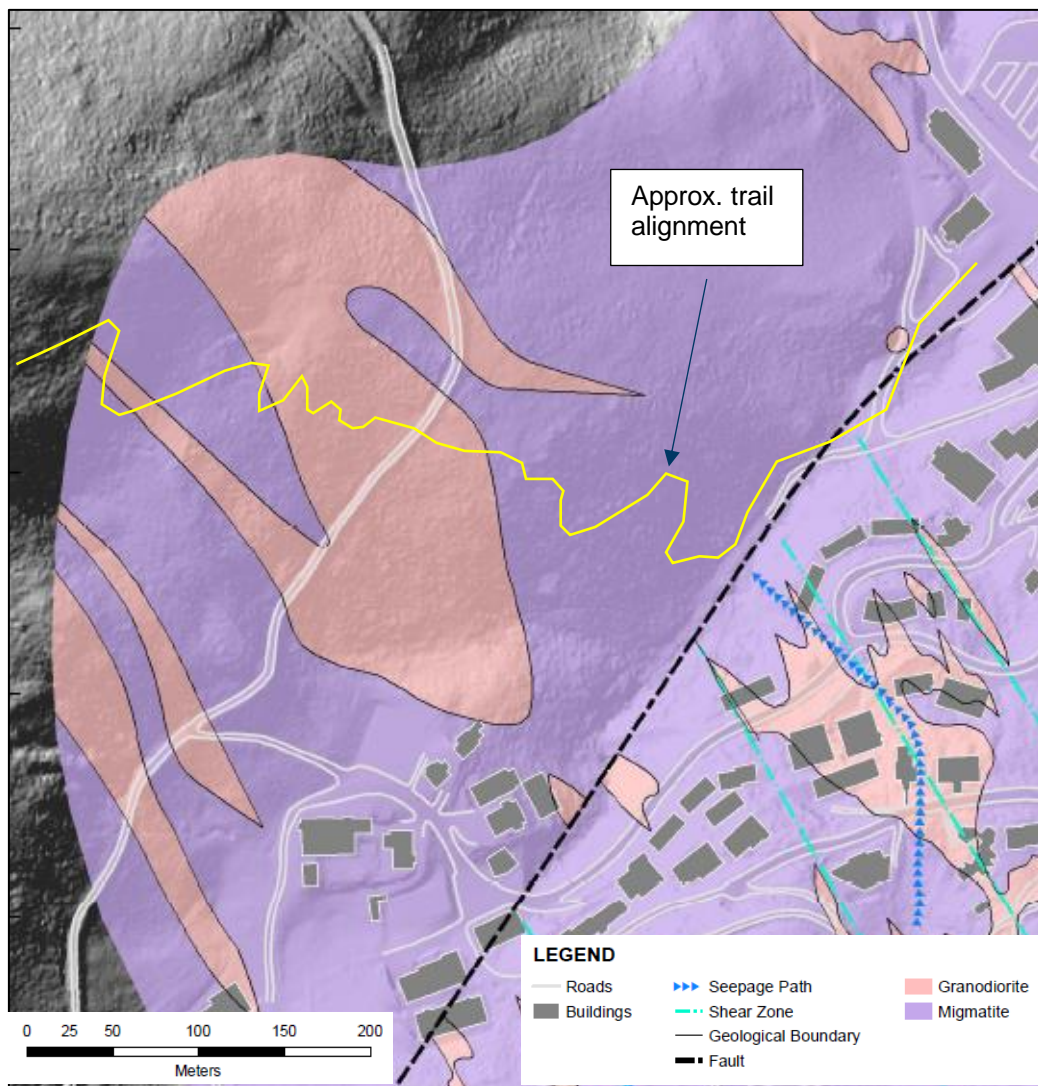 Approx. trail
alignment
LEGEND
Roads
Buildings
Seepage Path
Shear Zone
Geological Boundary
Fault
Granodiorite
Migmatite
0 25 50 100 150 200
Meters